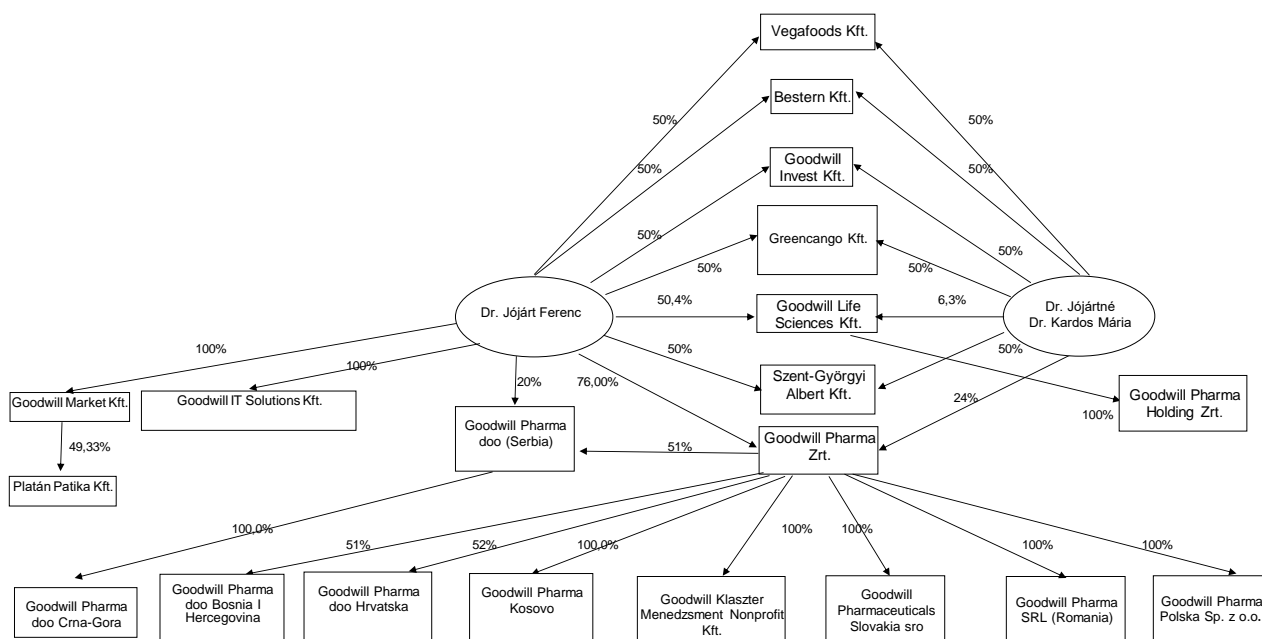 Vegafoods Kft.
Bestern Kft.
50%
50%
50%
50%
Goodwill
Invest Kft.
50%
50%
Greencango Kft.
50%
50%
Dr. Jójárt Ferenc
50,4%
Goodwill Life
Sciences Kft.
6,3%
Dr. Jójártné
Dr. Kardos Mária
100%
100%
50%
50%
20%
76,00%
Szent-Györgyi
Albert Kft.
24%
100%
Goodwill Pharma
Holding Zrt.
Goodwill Market Kft.
Goodwill IT Solutions Kft.
49,33%
Platán Patika Kft.
Goodwill Pharma
doo (Serbia)
51%
Goodwill Pharma
Zrt.
100,0%
51%
52%
100,0%
100%
100%
100%
100%
Goodwill Pharma
doo Crna-Gora
Goodwill Pharma
doo Bosnia I
Hercegovina
Goodwill Pharma
doo Hrvatska
Goodwill Pharma
Kosovo
Goodwill Klaszter
Menedzsment Nonprofit
Kft.
Goodwill
Pharmaceuticals
Slovakia sro
Goodwill Pharma
SRL (Romania)
Goodwill Pharma
Polska Sp. z o.o.